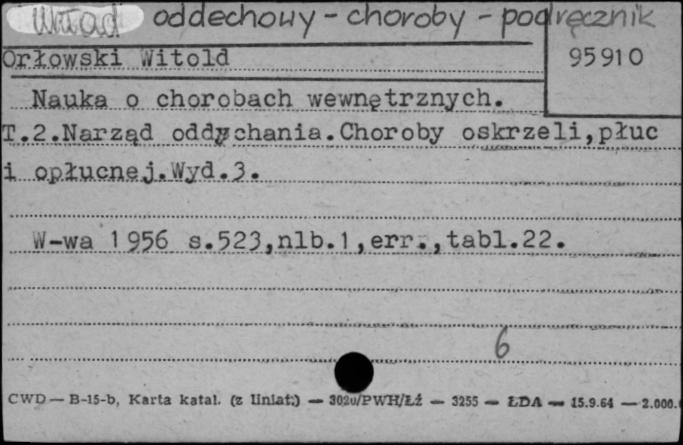 Układ oddechowy - choroby - podręcznik
Orłowski Witold 95910
Nauka o chorobach wewnętrznych.
T.2.Narząd oddychania.Choroby oskrzeli,płuc
i opłucnej.Wyd.3.
W-wa 1956 s.523,nlb.1,err.,tabl.22.
6
CWD — B-15-b, Karta katal. (z liniat.) — 3020/PWH/Łź — 3255 — ŁDA — 15.9.64 — 2.000.